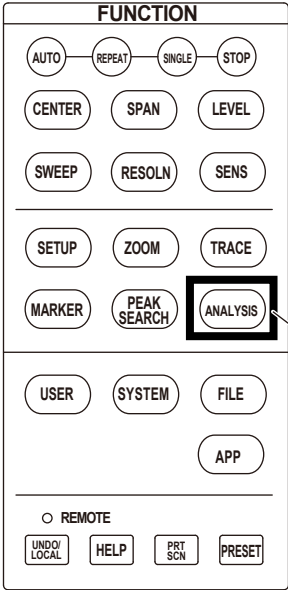 FUNCTION
AUTO REPEAT SINGLE STOP
CENTER SPAN LEVEL
SWEEP RESOLN SENS
SETUP ZOOM TRACE
MARKER PEAK SEARCH ANALYSIS
USER SYSTEM FILE
APP
REMOTE
UNDO/ LOCAL HELP PRT SCN PRESET